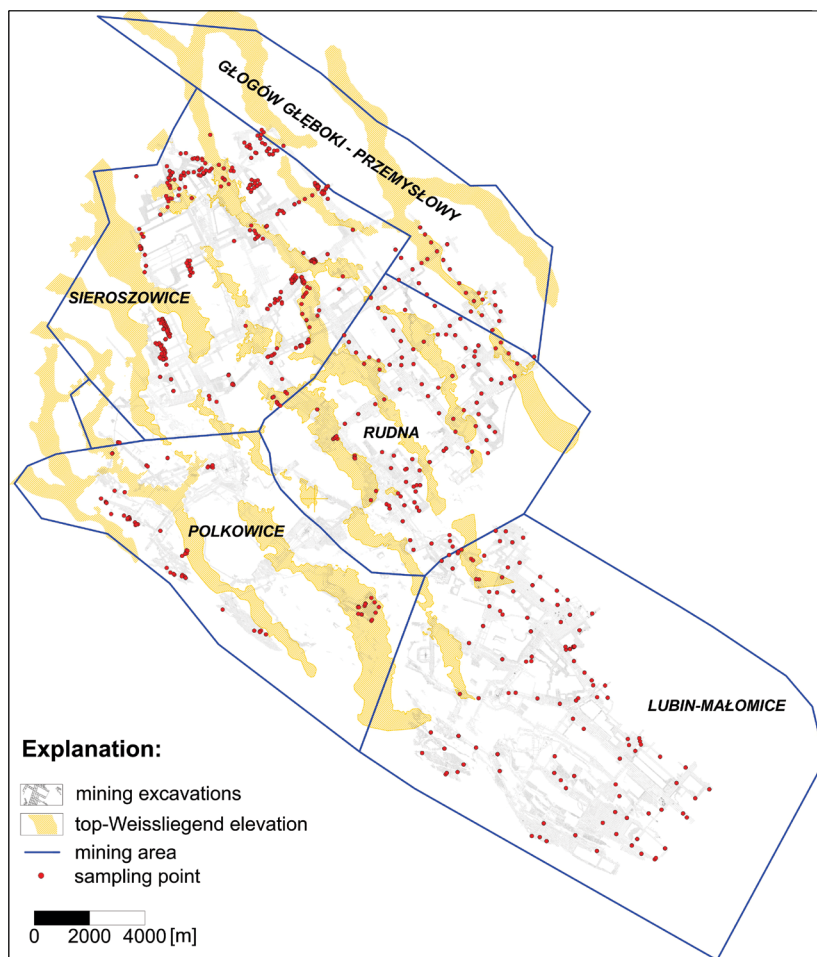 GŁOGÓW GŁĘBOKI - PRZEMYSŁOWY
SIEROSZOWICE
RUDNA
POLKOWICE
LUBIN-MAŁOMICE
Explanation:
mining excavations
top-Weissliegend elevation
mining area
sampling point
0 2000 4000 [m]